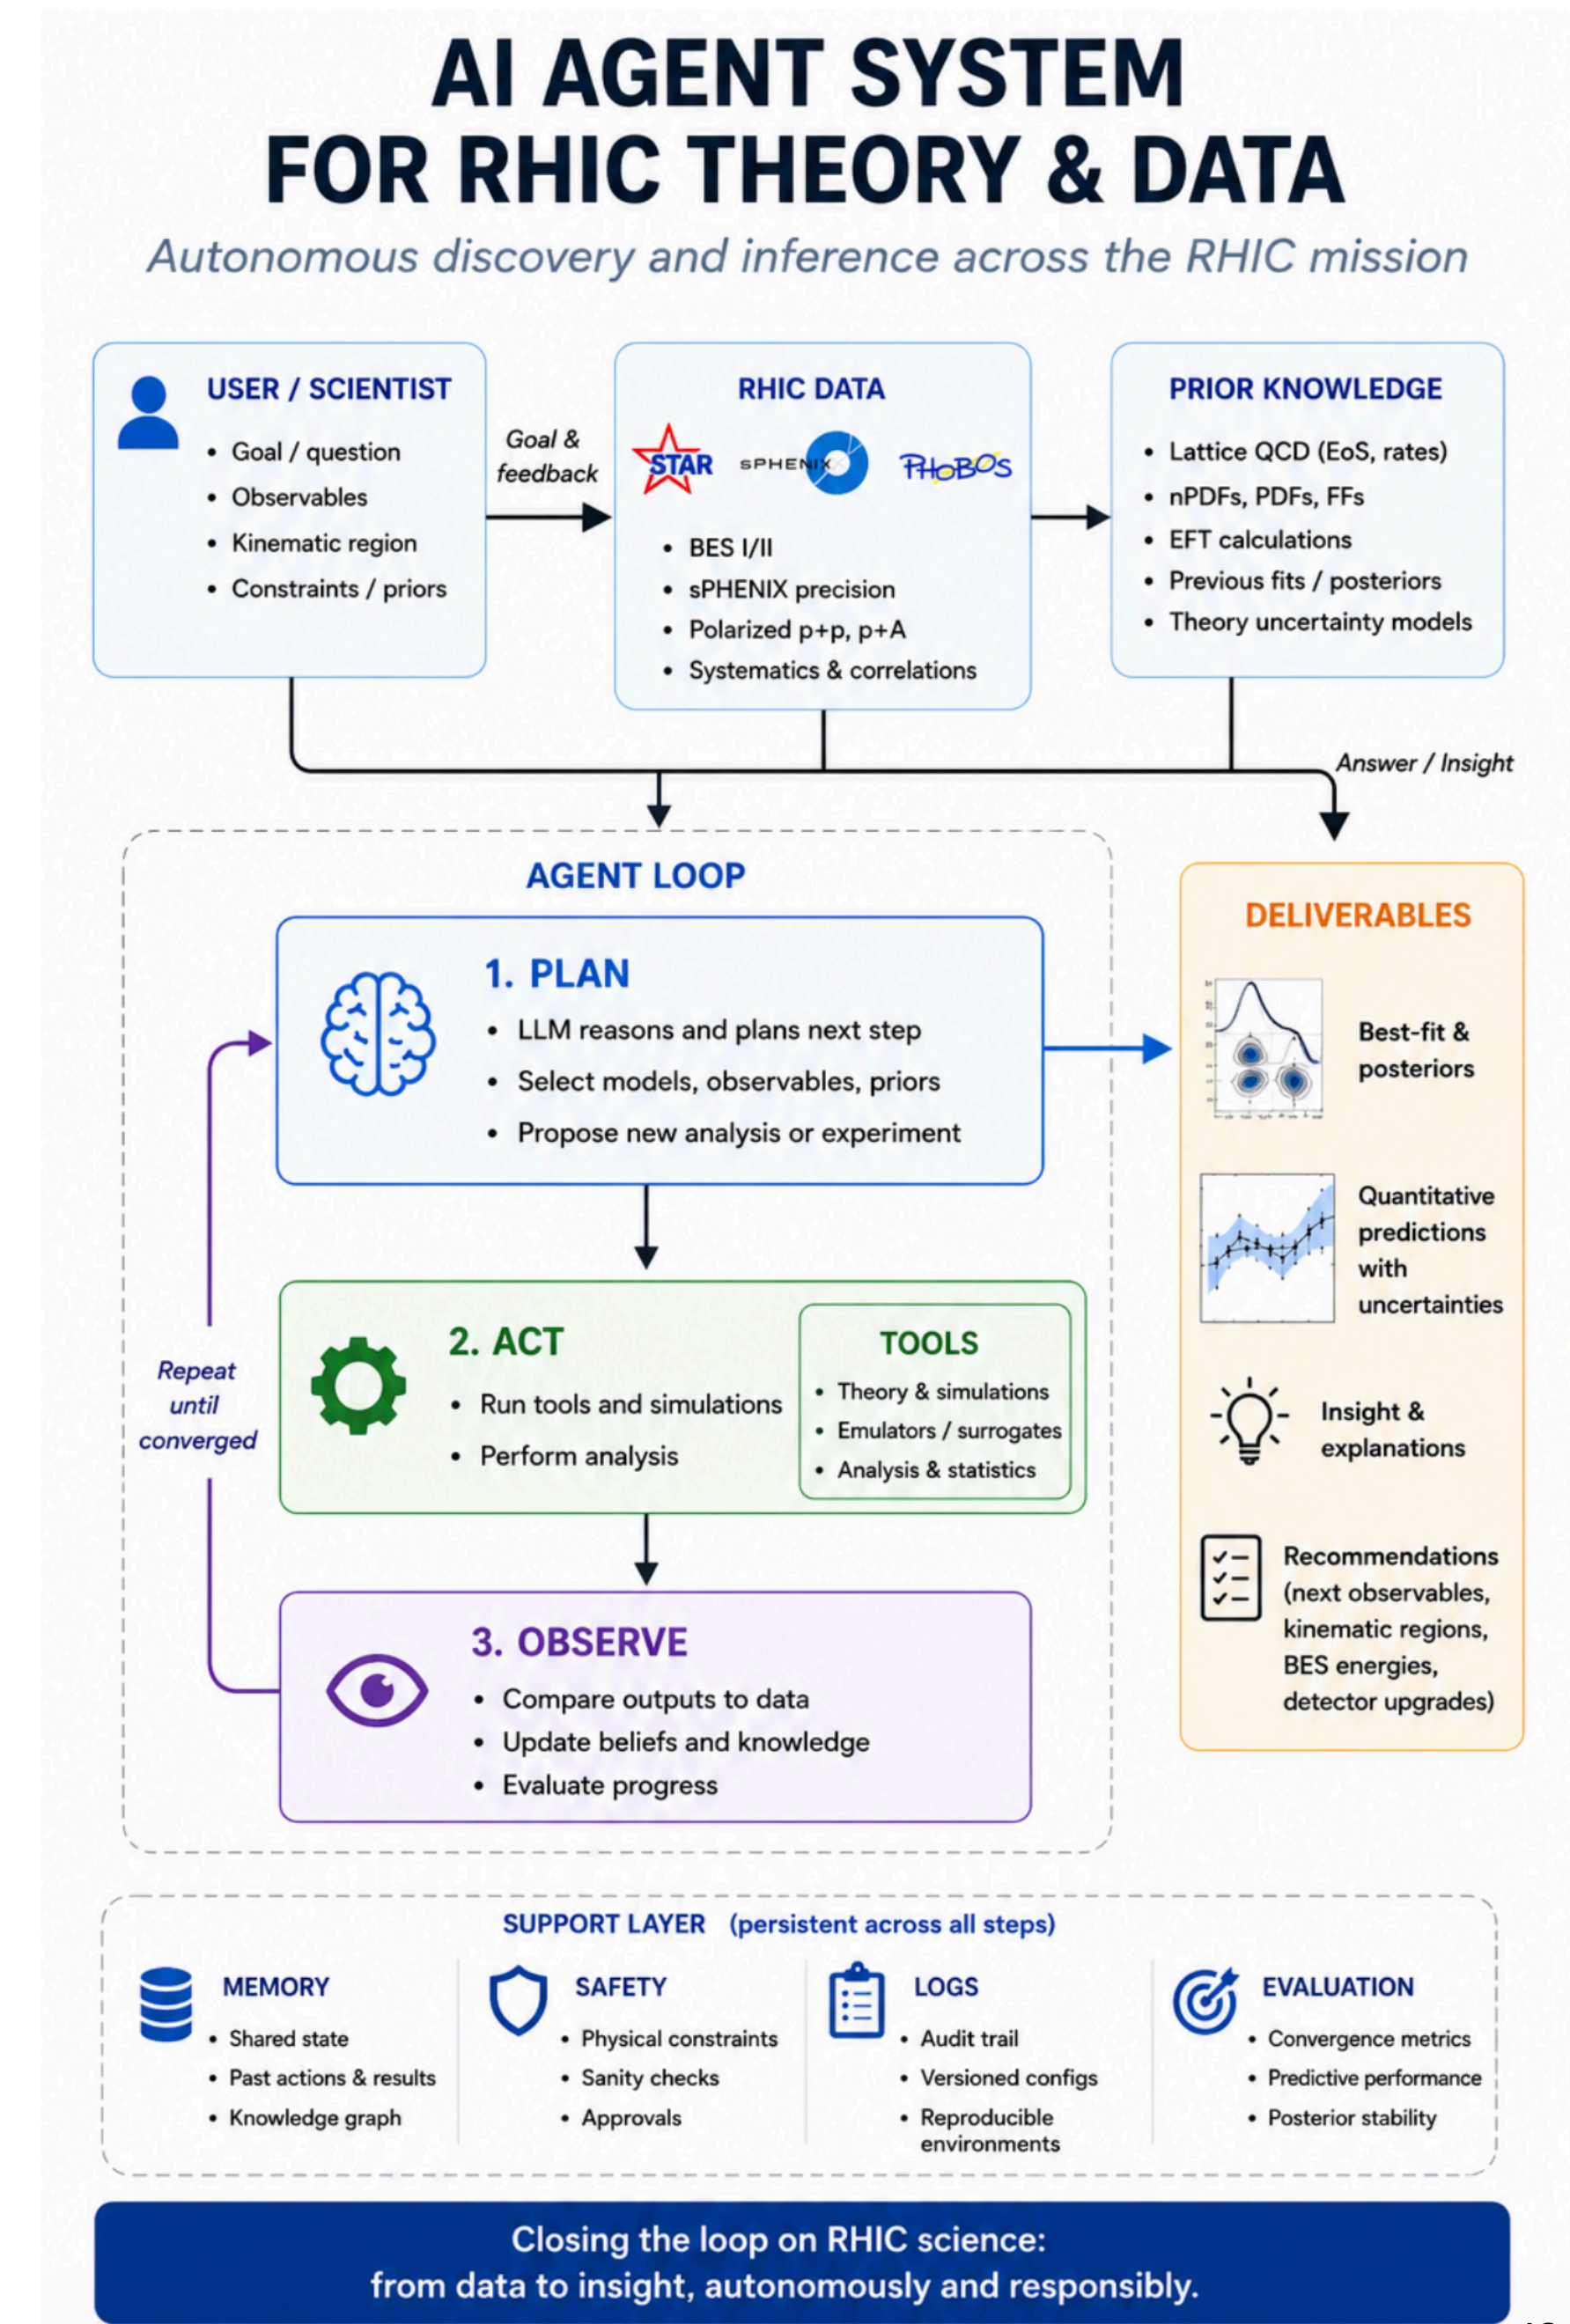 AI AGENT SYSTEM
FOR RHIC THEORY & DATA
Autonomous discovery and inference across the RHIC mission
USER / SCIENTIST
• Goal / question
• Observables
• Kinematic region
• Constraints / priors
Goal &
feedback
RHIC DATA
STAR
SPHENIX
PHOBOS
• BES I/II
• sPHENIX precision
• Polarized p+p, p+A
• Systematics & correlations
PRIOR KNOWLEDGE
• Lattice QCD (EoS, rates)
• nPDFs, PDFs, FFs
• EFT calculations
• Previous fits / posteriors
• Theory uncertainty models
Answer / Insight
AGENT LOOP
1. PLAN
• LLM reasons and plans next step
• Select models, observables, priors
• Propose new analysis or experiment
2. ACT
• Run tools and simulations
• Perform analysis
TOOLS
• Theory & simulations
• Emulators / surrogates
• Analysis & statistics
3. OBSERVE
• Compare outputs to data
• Update beliefs and knowledge
• Evaluate progress
Repeat
until
converged
DELIVERABLES
Best-fit &
posteriors
Quantitative
predictions
with
uncertainties
Insight &
explanations
Recommendations
(next observables,
kinematic regions,
BES energies,
detector upgrades)
SUPPORT LAYER (persistent across all steps)
MEMORY
• Shared state
• Past actions & results
• Knowledge graph
SAFETY
• Physical constraints
• Sanity checks
• Approvals
LOGS
• Audit trail
• Versioned configs
• Reproducible
environments
EVALUATION
• Convergence metrics
• Predictive performance
• Posterior stability
Closing the loop on RHIC science:
from data to insight, autonomously and responsibly.